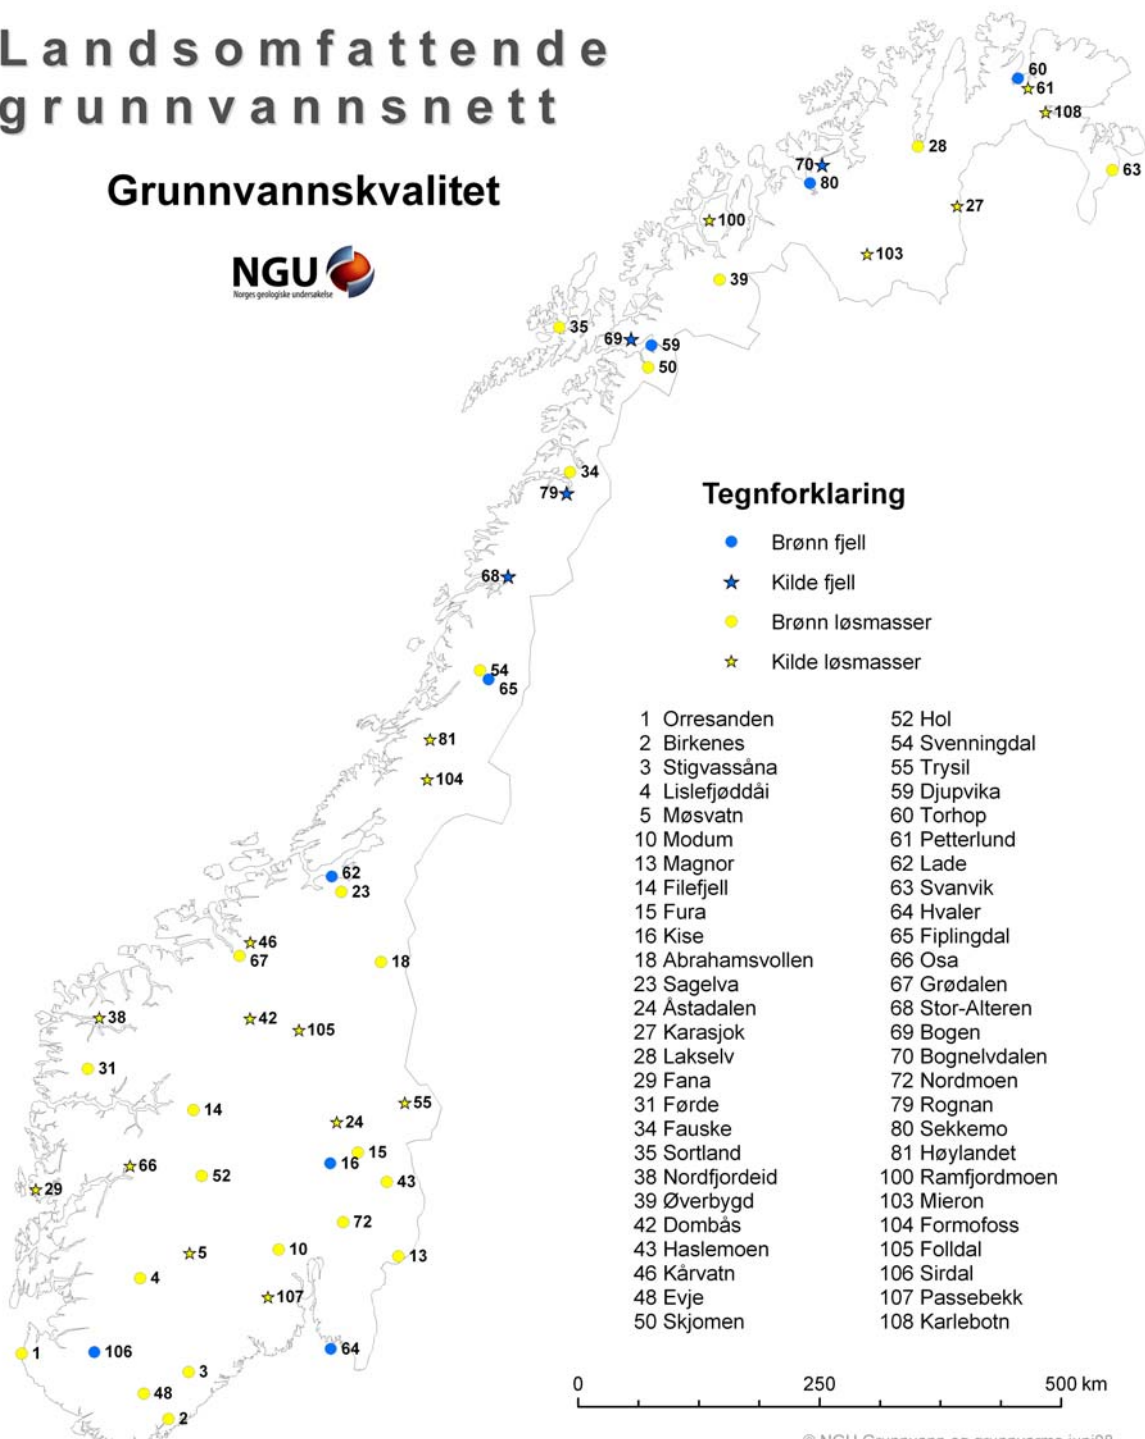 Landsomfattende
grunnvannsnett
Grunnvannskvalitet
NGU
Norges geologiske undersøkelse
60
61
108
28
70
80
63
27
100
103
39
35
69
59
50
34
79
68
54
65
81
104
62
23
46
67
18
38
42
105
31
14
55
24
15
16
66
52
43
29
72
5
10
13
4
107
1
106
64
3
48
2
Tegnforklaring
Brønn fjell
Kilde fjell
Brønn løsmasser
Kilde løsmasser
1 Orresanden
2 Birkenes
3 Stigvassåna
4 Lislefjøddåi
5 Møsvatn
10 Modum
13 Magnor
14 Filefjell
15 Fura
16 Kise
18 Abrahamsvollen
23 Sagelva
24 Åstadalen
27 Karasjok
28 Lakselv
29 Fana
31 Førde
34 Fauske
35 Sortland
38 Nordfjordeid
39 Øverbygd
42 Dombås
43 Haslemoen
46 Kårvatn
48 Evje
50 Skjomen
52 Hol
54 Svenningdal
55 Trysil
59 Djupvika
60 Torhop
61 Petterlund
62 Lade
63 Svanvik
64 Hvaler
65 Fiplingdal
66 Osa
67 Grødalen
68 Stor-Alteren
69 Bogen
70 Bognelvdalen
72 Nordmoen
79 Rognan
80 Sekkemo
81 Høylandet
100 Ramfjordmoen
103 Mieron
104 Formofoss
105 Folldal
106 Sirdal
107 Passebekk
108 Karlebotn
0 250 500 km
© NGU Grunnvann og